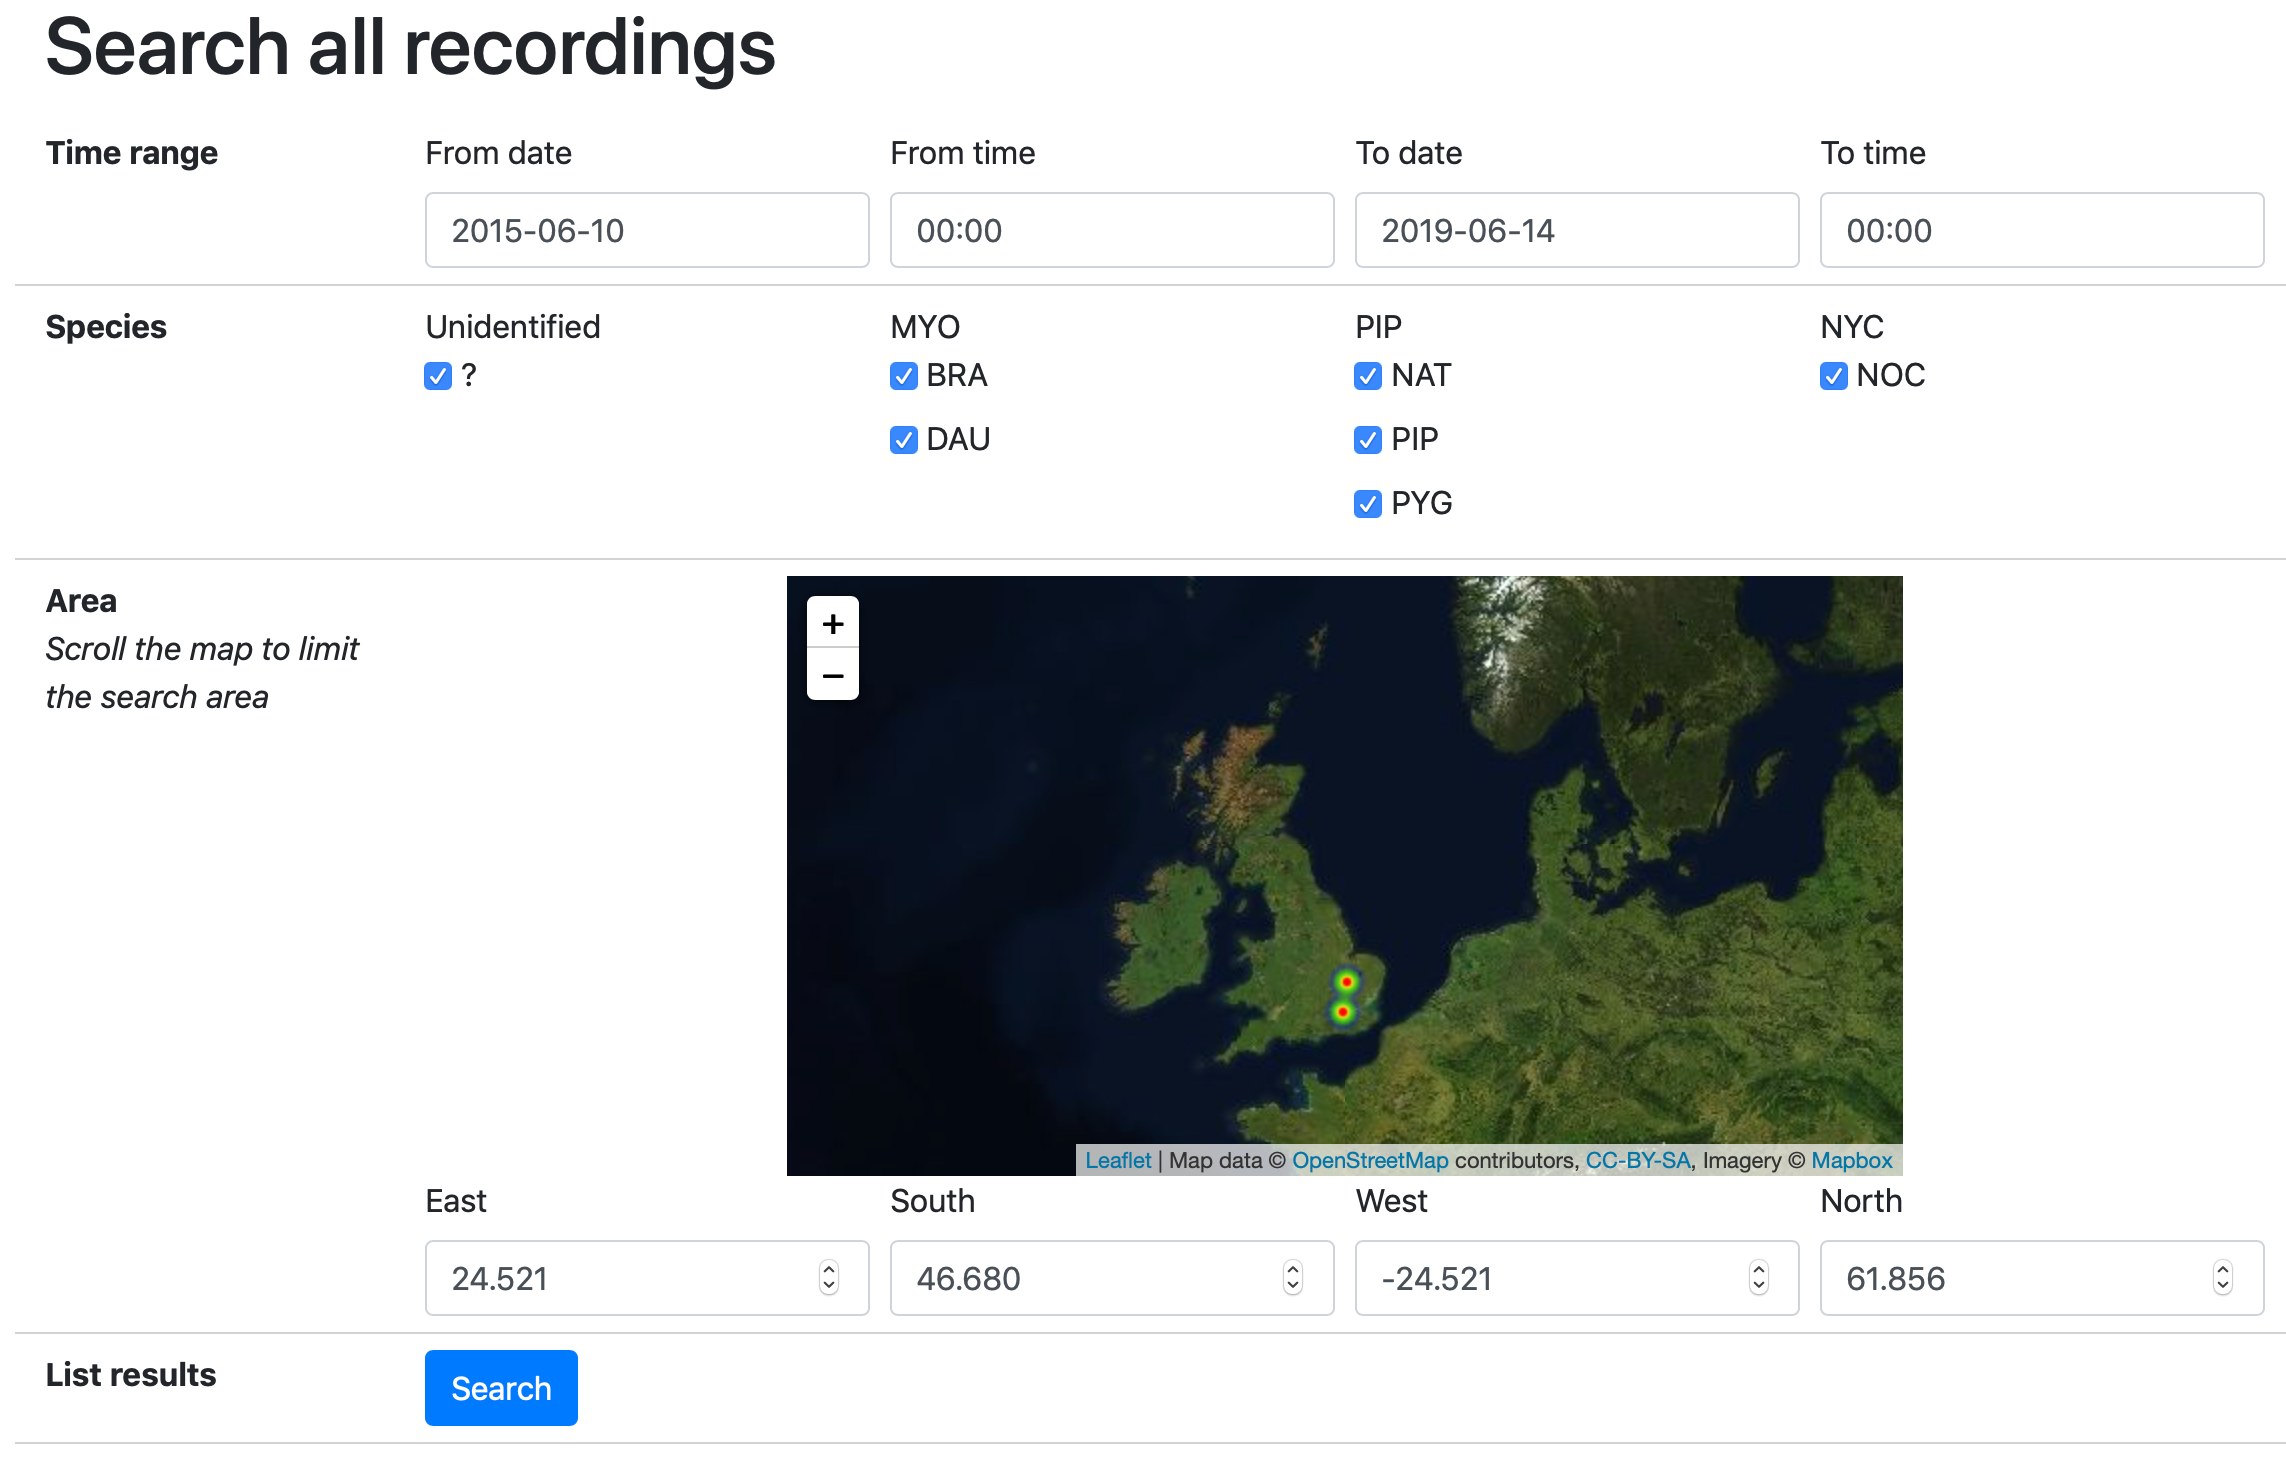 Search all recordings
Time range
From date
From time
To date
To time
2015-06-10
00:00
2019-06-14
00:00
Species
Unidentified
MYO
PIP
NYC
?
BRA
NAT
NOC
DAU
PIP
PYG
Area
Scroll the map to limit
the search area
+
−
Leaflet | Map data © OpenStreetMap contributors, CC-BY-SA, Imagery © Mapbox
East
South
West
North
24.521
46.680
-24.521
61.856
List results
Search